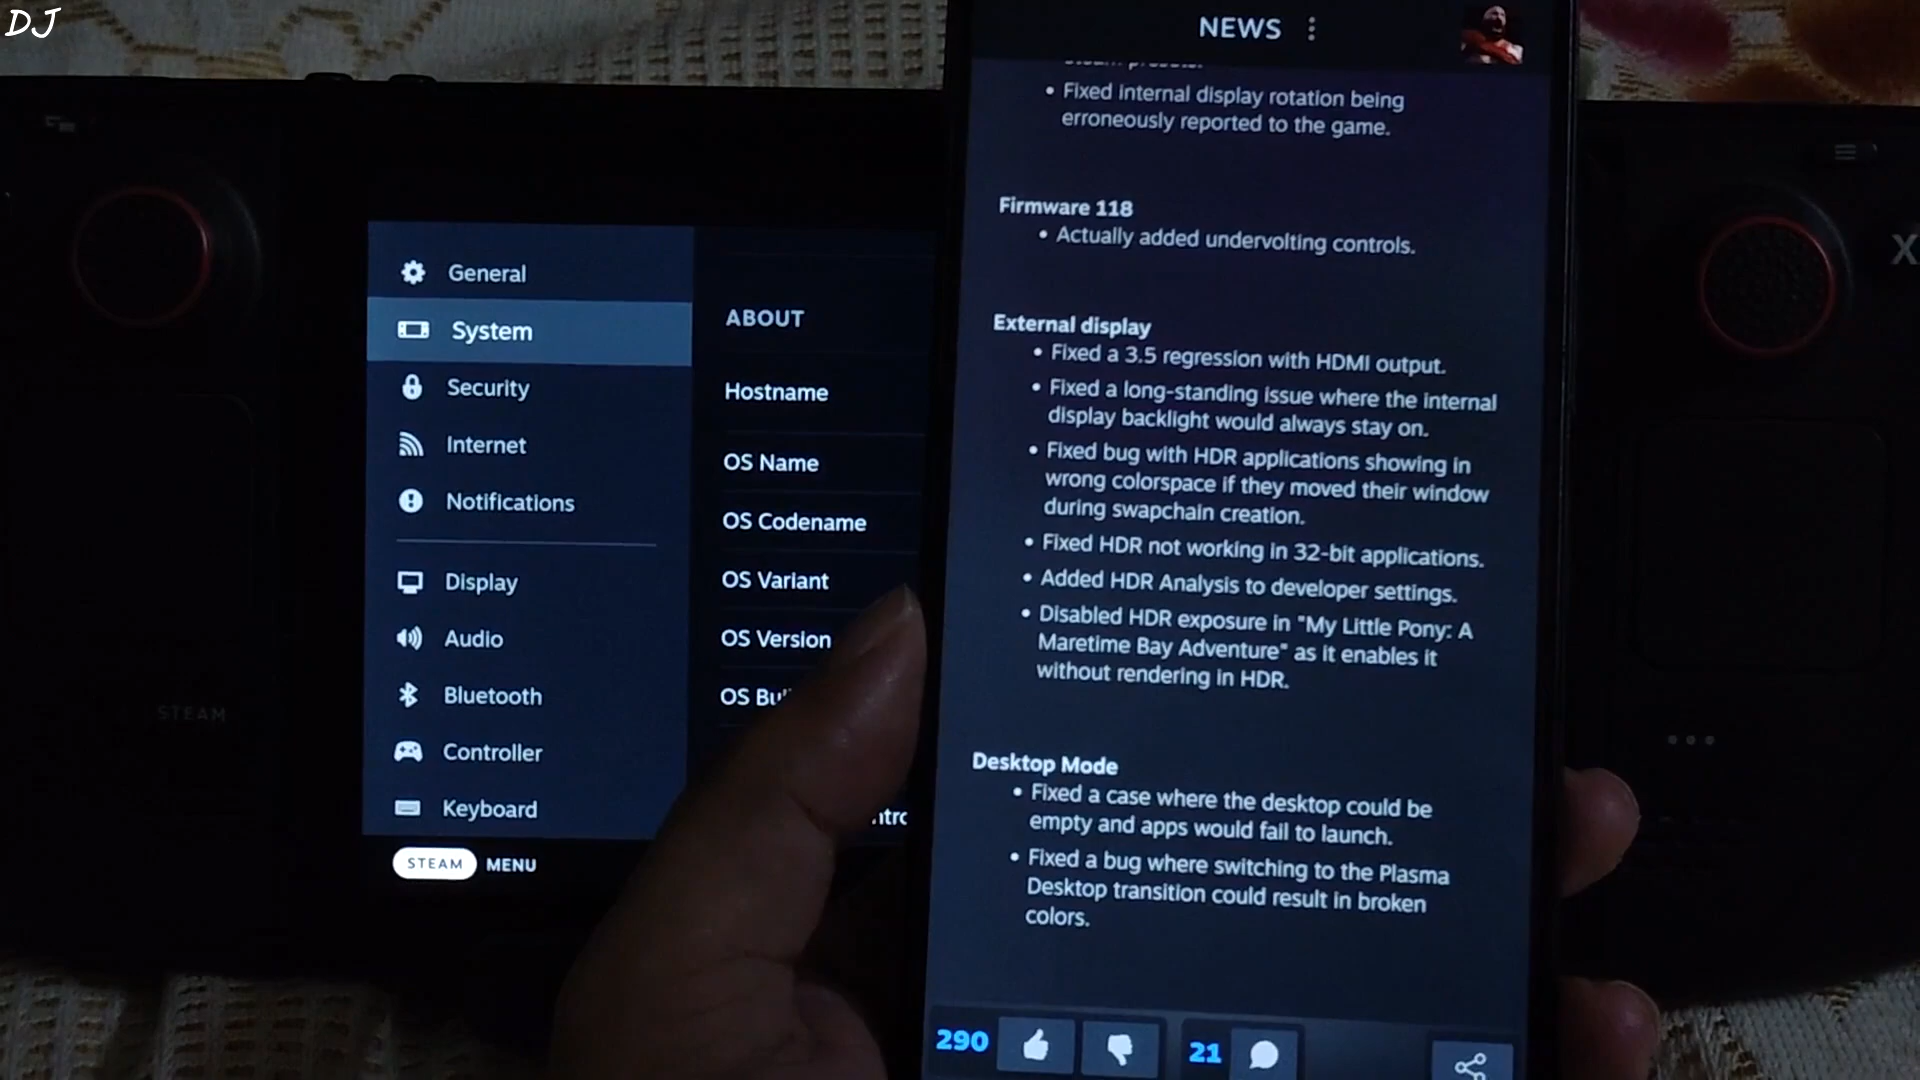 DJ
General
System
Security
Internet
Notifications
Display
Audio
Bluetooth
Controller
Keyboard
STEAM MENU
ABOUT
Hostname
OS Name
OS Codename
OS Variant
OS Version
OS
STEAM
NEWS
Fixed internal display rotation being
erroneously reported to the game.
Firmware 118
Actually added undervolting controls.
External display
Fixed a 3.5 regression with HDMI output.
Fixed a long-standing issue where the internal
display backlight would always stay on.
Fixed bug with HDR applications showing in
wrong colorspace if they moved their window
during swapchain creation.
Fixed HDR not working in 32-bit applications.
Added HDR Analysis to developer settings.
Disabled HDR exposure in "My Little Pony: A
Maretime Bay Adventure" as it enables it
without rendering in HDR.
Desktop Mode
Fixed a case where the desktop could be
empty and apps would fail to launch.
Fixed a bug where switching to the Plasma
Desktop transition could result in broken
colors.
290
21
X